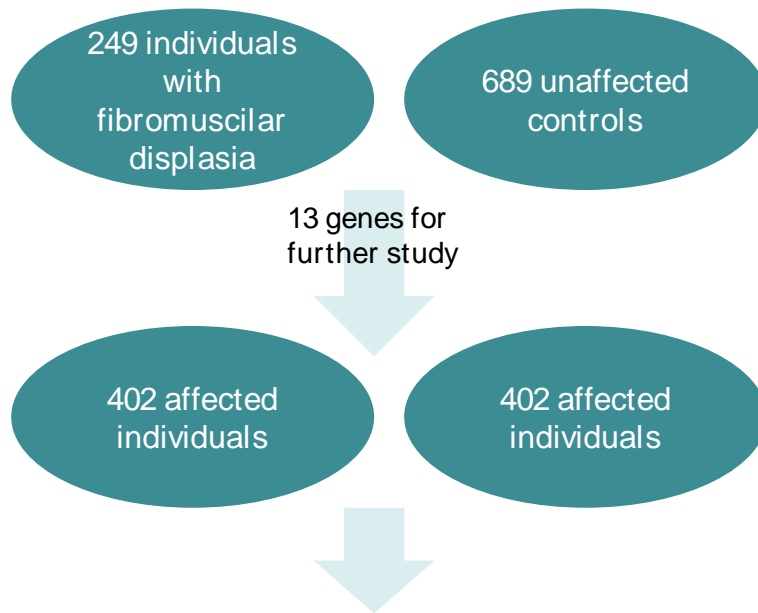 249 individuals
with
fibromuscilar
displasia
689 unaffected
controls
13 genes for
further study
402 affected
individuals
402 affected
individuals